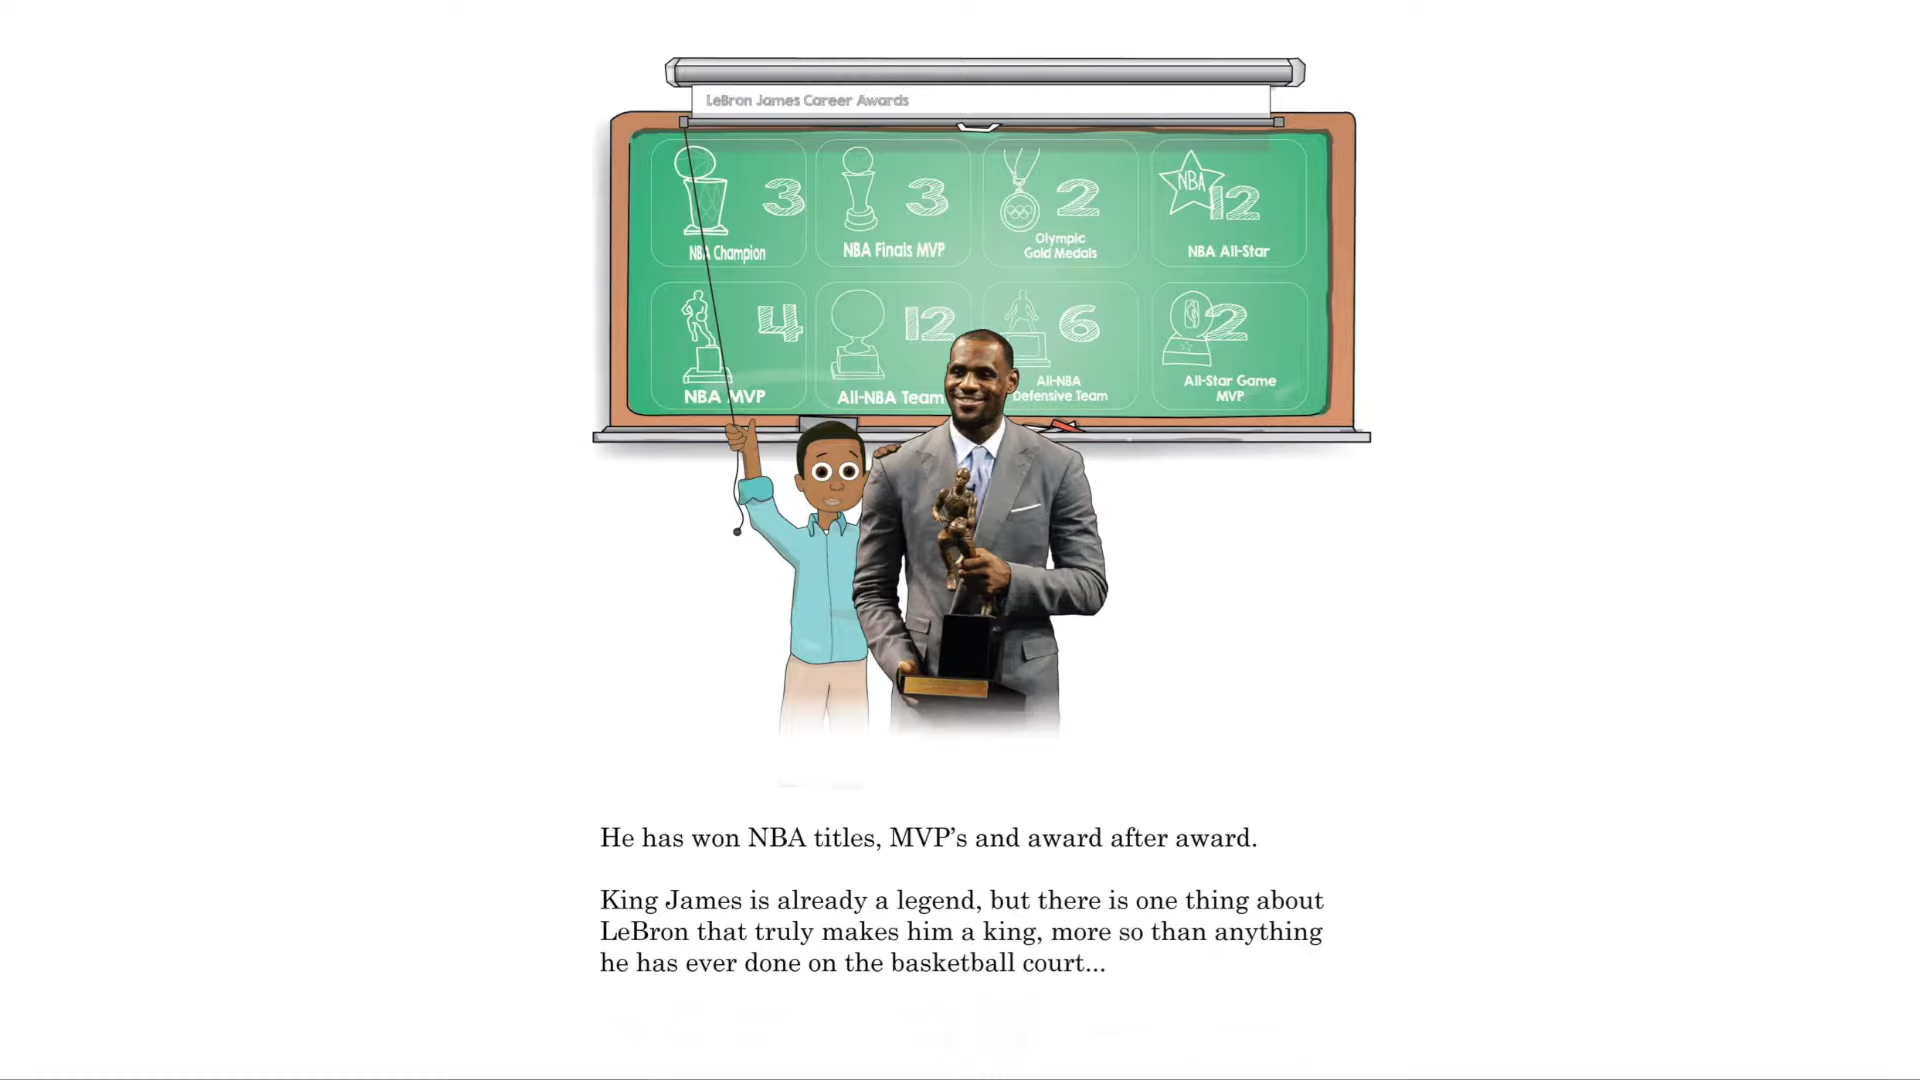 LeBron James Career Awards
3
NBA Champion
3
NBA Finals MVP
2
Olympic
Gold Medals
NBA
12
NBA All-Star
4
NBA MVP
12
All-NBA Team
6
All-NBA
Defensive Team
2
All-Star Game
MVP
He has won NBA titles, MVP’s and award after award.
King James is already a legend, but there is one thing about
LeBron that truly makes him a king, more so than anything
he has ever done on the basketball court...